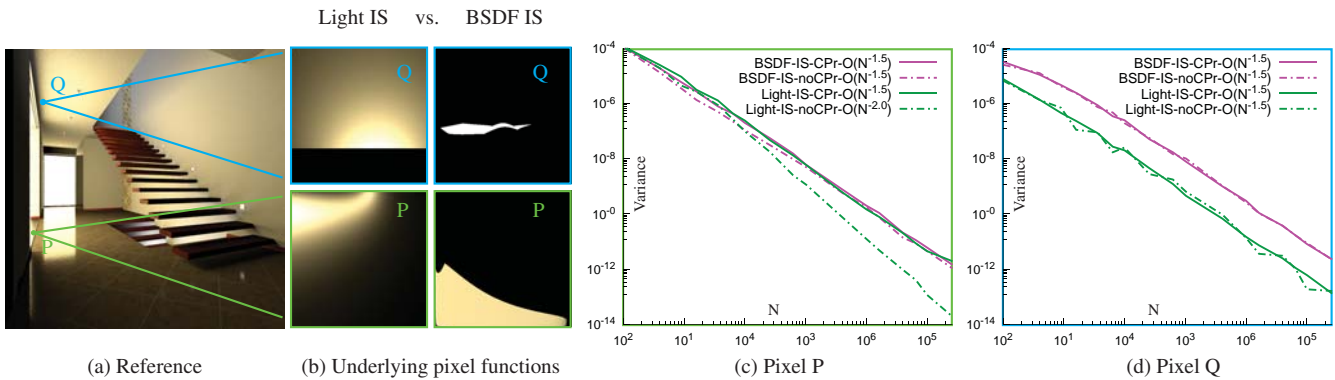 Light IS vs. BSDF IS
Q
Q
Q
P
P
P
(a) Reference
(b) Underlying pixel functions
10^-4
10^-6
10^-8
10^-0
10^-12
10^-14
Variance
BSDF-IS-CPr-O(N^-1.5)
BSDF-IS-noCPr-O(N^-1.5)
Light-IS-CPr-O(N^-1.5)
Light-IS-noCPr-O(N^-2.0)
N
10^2
10^1
10^4
10^3
10^6
10^5
(c) Pixel P
10^-4
10^-6
10^-8
10^-0
10^-12
10^-14
Variance
BSDF-IS-CPr-O(N^-1.5)
BSDF-IS-noCPr-O(N^-1.5)
Light-IS-CPr-O(N^-1.5)
Light-IS-noCPr-O(N^-1.5)
N
10^2
10^1
10^4
10^3
10^6
10^5
(d) Pixel Q